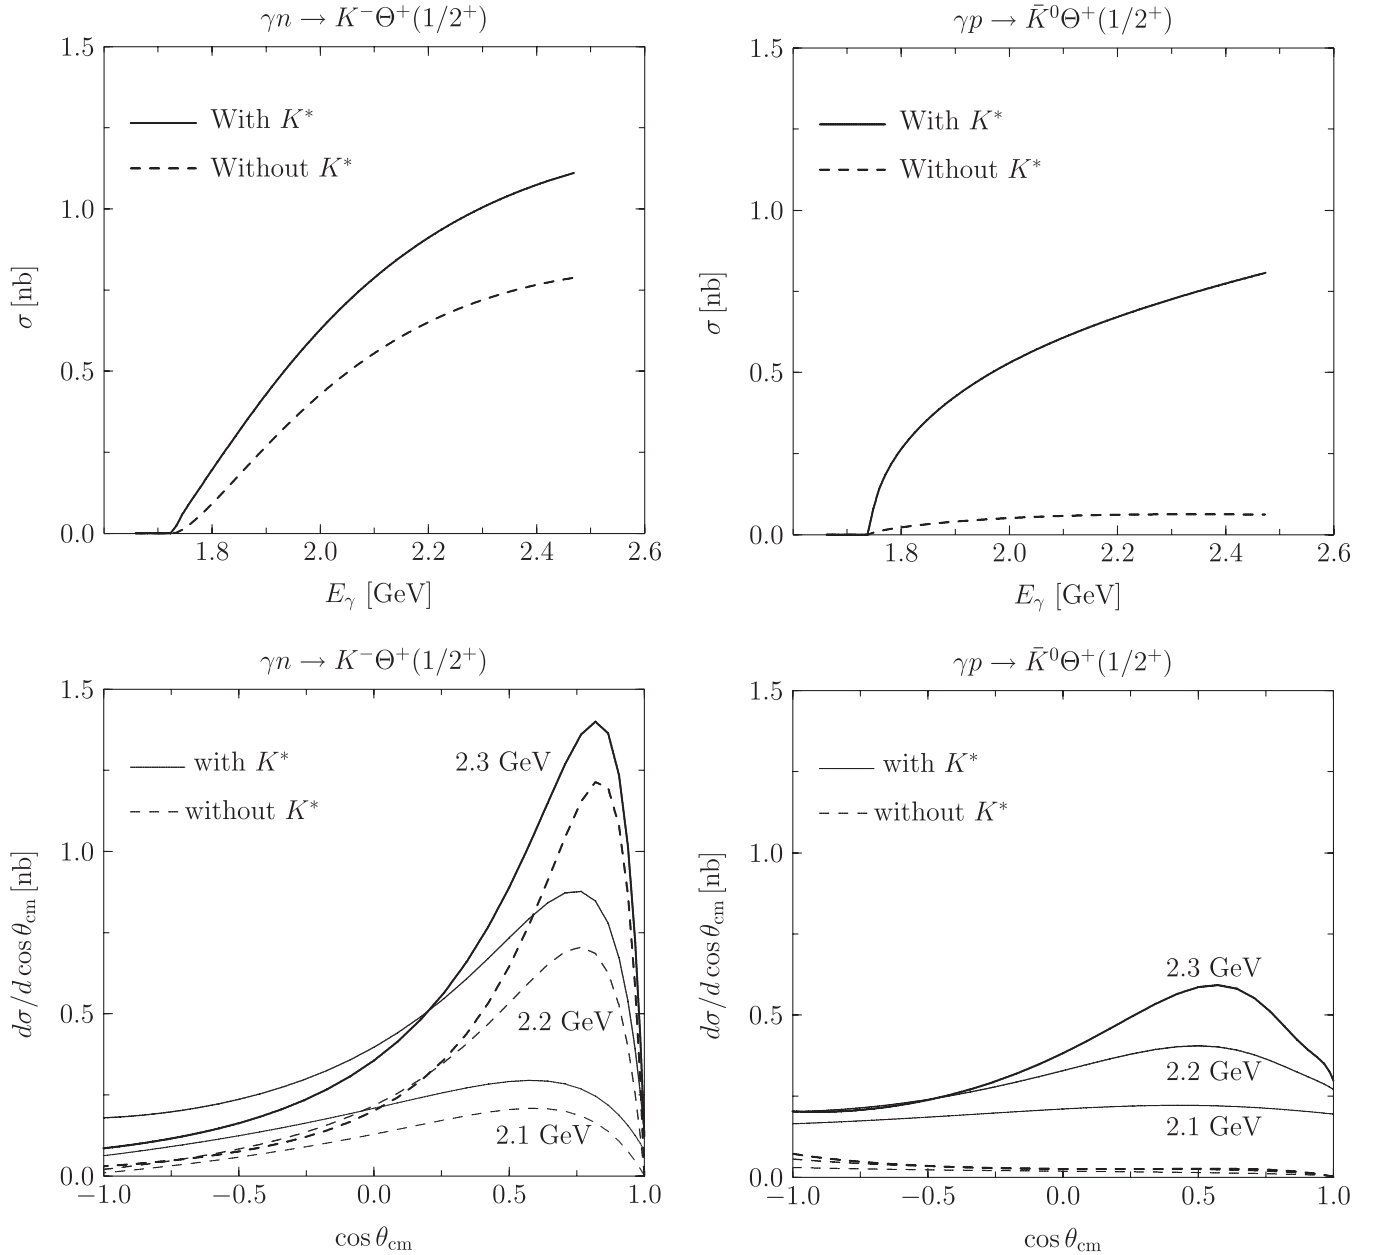 γn → K⁻Θ⁺(1/2⁺)
1.5
1.0
0.5
0.0
σ [nb]
With K*
Without K*
1.8 2.0 2.2 2.4 2.6
E_γ [GeV]
γp → K̄⁰Θ⁺(1/2⁺)
1.5
1.0
0.5
0.0
σ [nb]
With K*
Without K*
1.8 2.0 2.2 2.4 2.6
E_γ [GeV]
γn → K⁻Θ⁺(1/2⁺)
1.5
1.0
0.5
0.0
dσ/d cos θ_cm [nb]
with K*
without K*
2.3 GeV
2.2 GeV
2.1 GeV
−1.0 −0.5 0.0 0.5 1.0
cos θ_cm
γp → K̄⁰Θ⁺(1/2⁺)
1.5
1.0
0.5
0.0
dσ/d cos θ_cm [nb]
with K*
without K*
2.3 GeV
2.2 GeV
2.1 GeV
−1.0 −0.5 0.0 0.5 1.0
cos θ_cm